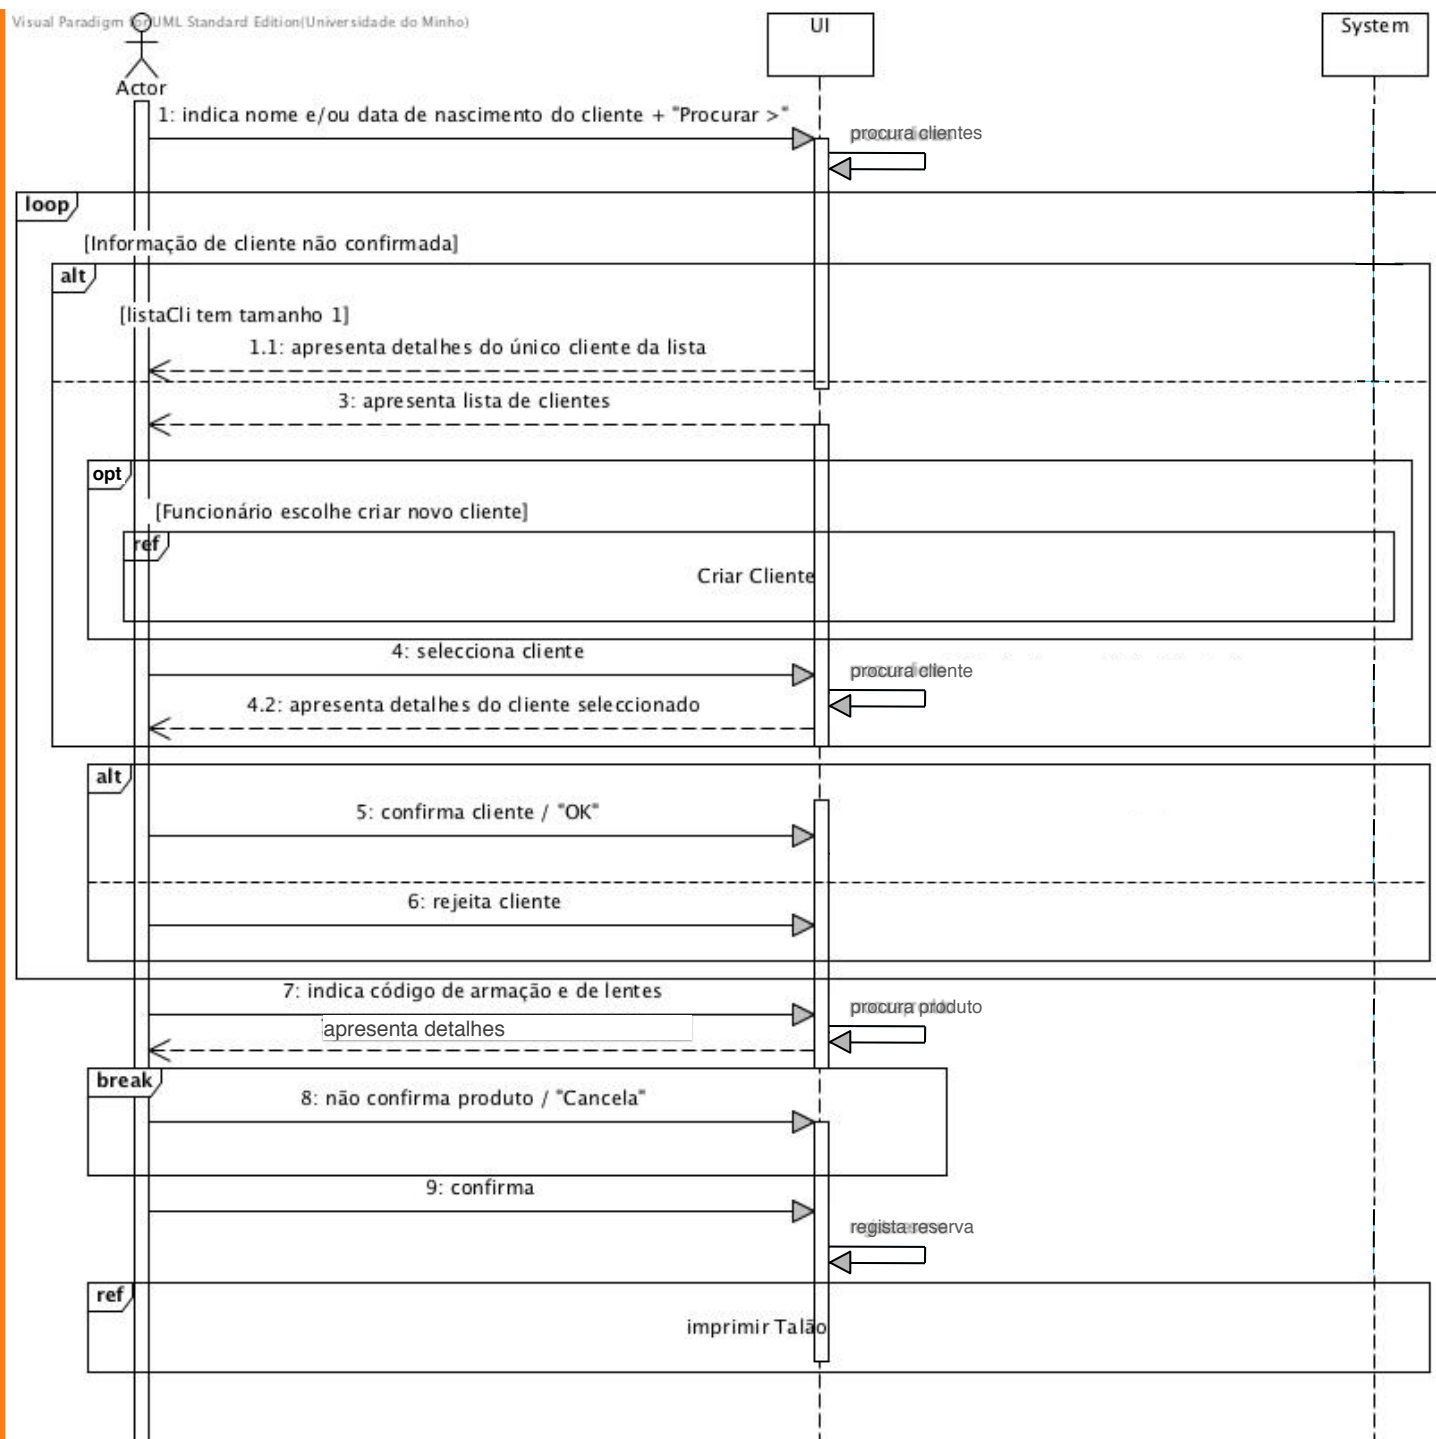 Visual Paradigm for UML Standard Edition(Universidade do Minho)
UI
System
Actor
1: indica nome e/ou data de nascimento do cliente + "Procurar >"
procura clientes
loop
[Informação de cliente não confirmada]
alt
[listaCli tem tamanho 1]
1.1: apresenta detalhes do único cliente da lista
3: apresenta lista de clientes
opt
[Funcionário escolhe criar novo cliente]
ref
Criar Cliente
4: selecciona cliente
procura cliente
4.2: apresenta detalhes do cliente seleccionado
alt
5: confirma cliente / "OK"
6: rejeita cliente
7: indica código de armação e de lentes
procura produto
apresenta detalhes
break
8: não confirma produto / "Cancela"
9: confirma
regista reserva
ref
imprimir Talão